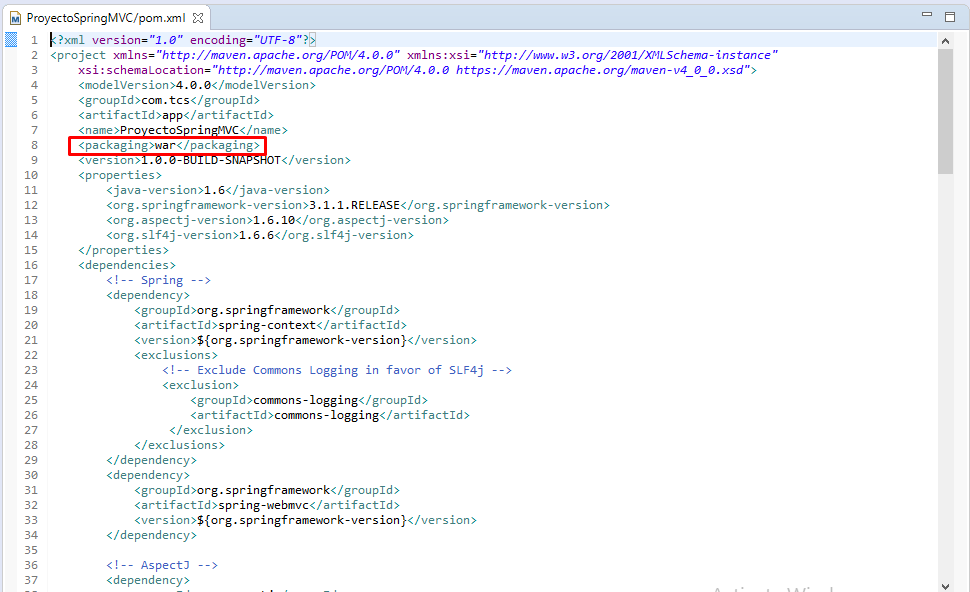 ProyectoSpringMVC/pom.xml
1 <?xml version="1.0" encoding="UTF-8"?>
2 <project xmlns="http://maven.apache.org/POM/4.0.0" xmlns:xsi="http://www.w3.org/2001/XMLSchema-instance"
3 xsi:schemaLocation="http://maven.apache.org/POM/4.0.0 https://maven.apache.org/maven-v4_0_0.xsd">
4 <modelVersion>4.0.0</modelVersion>
5 <groupId>com.tcs</groupId>
6 <artifactId>app</artifactId>
7 <name>ProyectoSpringMVC</name>
8 <packaging>war</packaging>
9 <version>1.0.0-BUILD-SNAPSHOT</version>
10 <properties>
11 <java-version>1.6</java-version>
12 <org.springframework-version>3.1.1.RELEASE</org.springframework-version>
13 <org.aspectj-version>1.6.10</org.aspectj-version>
14 <org.slf4j-version>1.6.6</org.slf4j-version>
15 </properties>
16 <dependencies>
17 <!-- Spring -->
18 <dependency>
19 <groupId>org.springframework</groupId>
20 <artifactId>spring-context</artifactId>
21 <version>${org.springframework-version}</version>
22 <exclusions>
23 <!-- Exclude Commons Logging in favor of SLF4j -->
24 <exclusion>
25 <groupId>commons-logging</groupId>
26 <artifactId>commons-logging</artifactId>
27 </exclusion>
28 </exclusions>
29 </dependency>
30 <dependency>
31 <groupId>org.springframework</groupId>
32 <artifactId>spring-webmvc</artifactId>
33 <version>${org.springframework-version}</version>
34 </dependency>
35
36 <!-- AspectJ -->
37 <dependency>